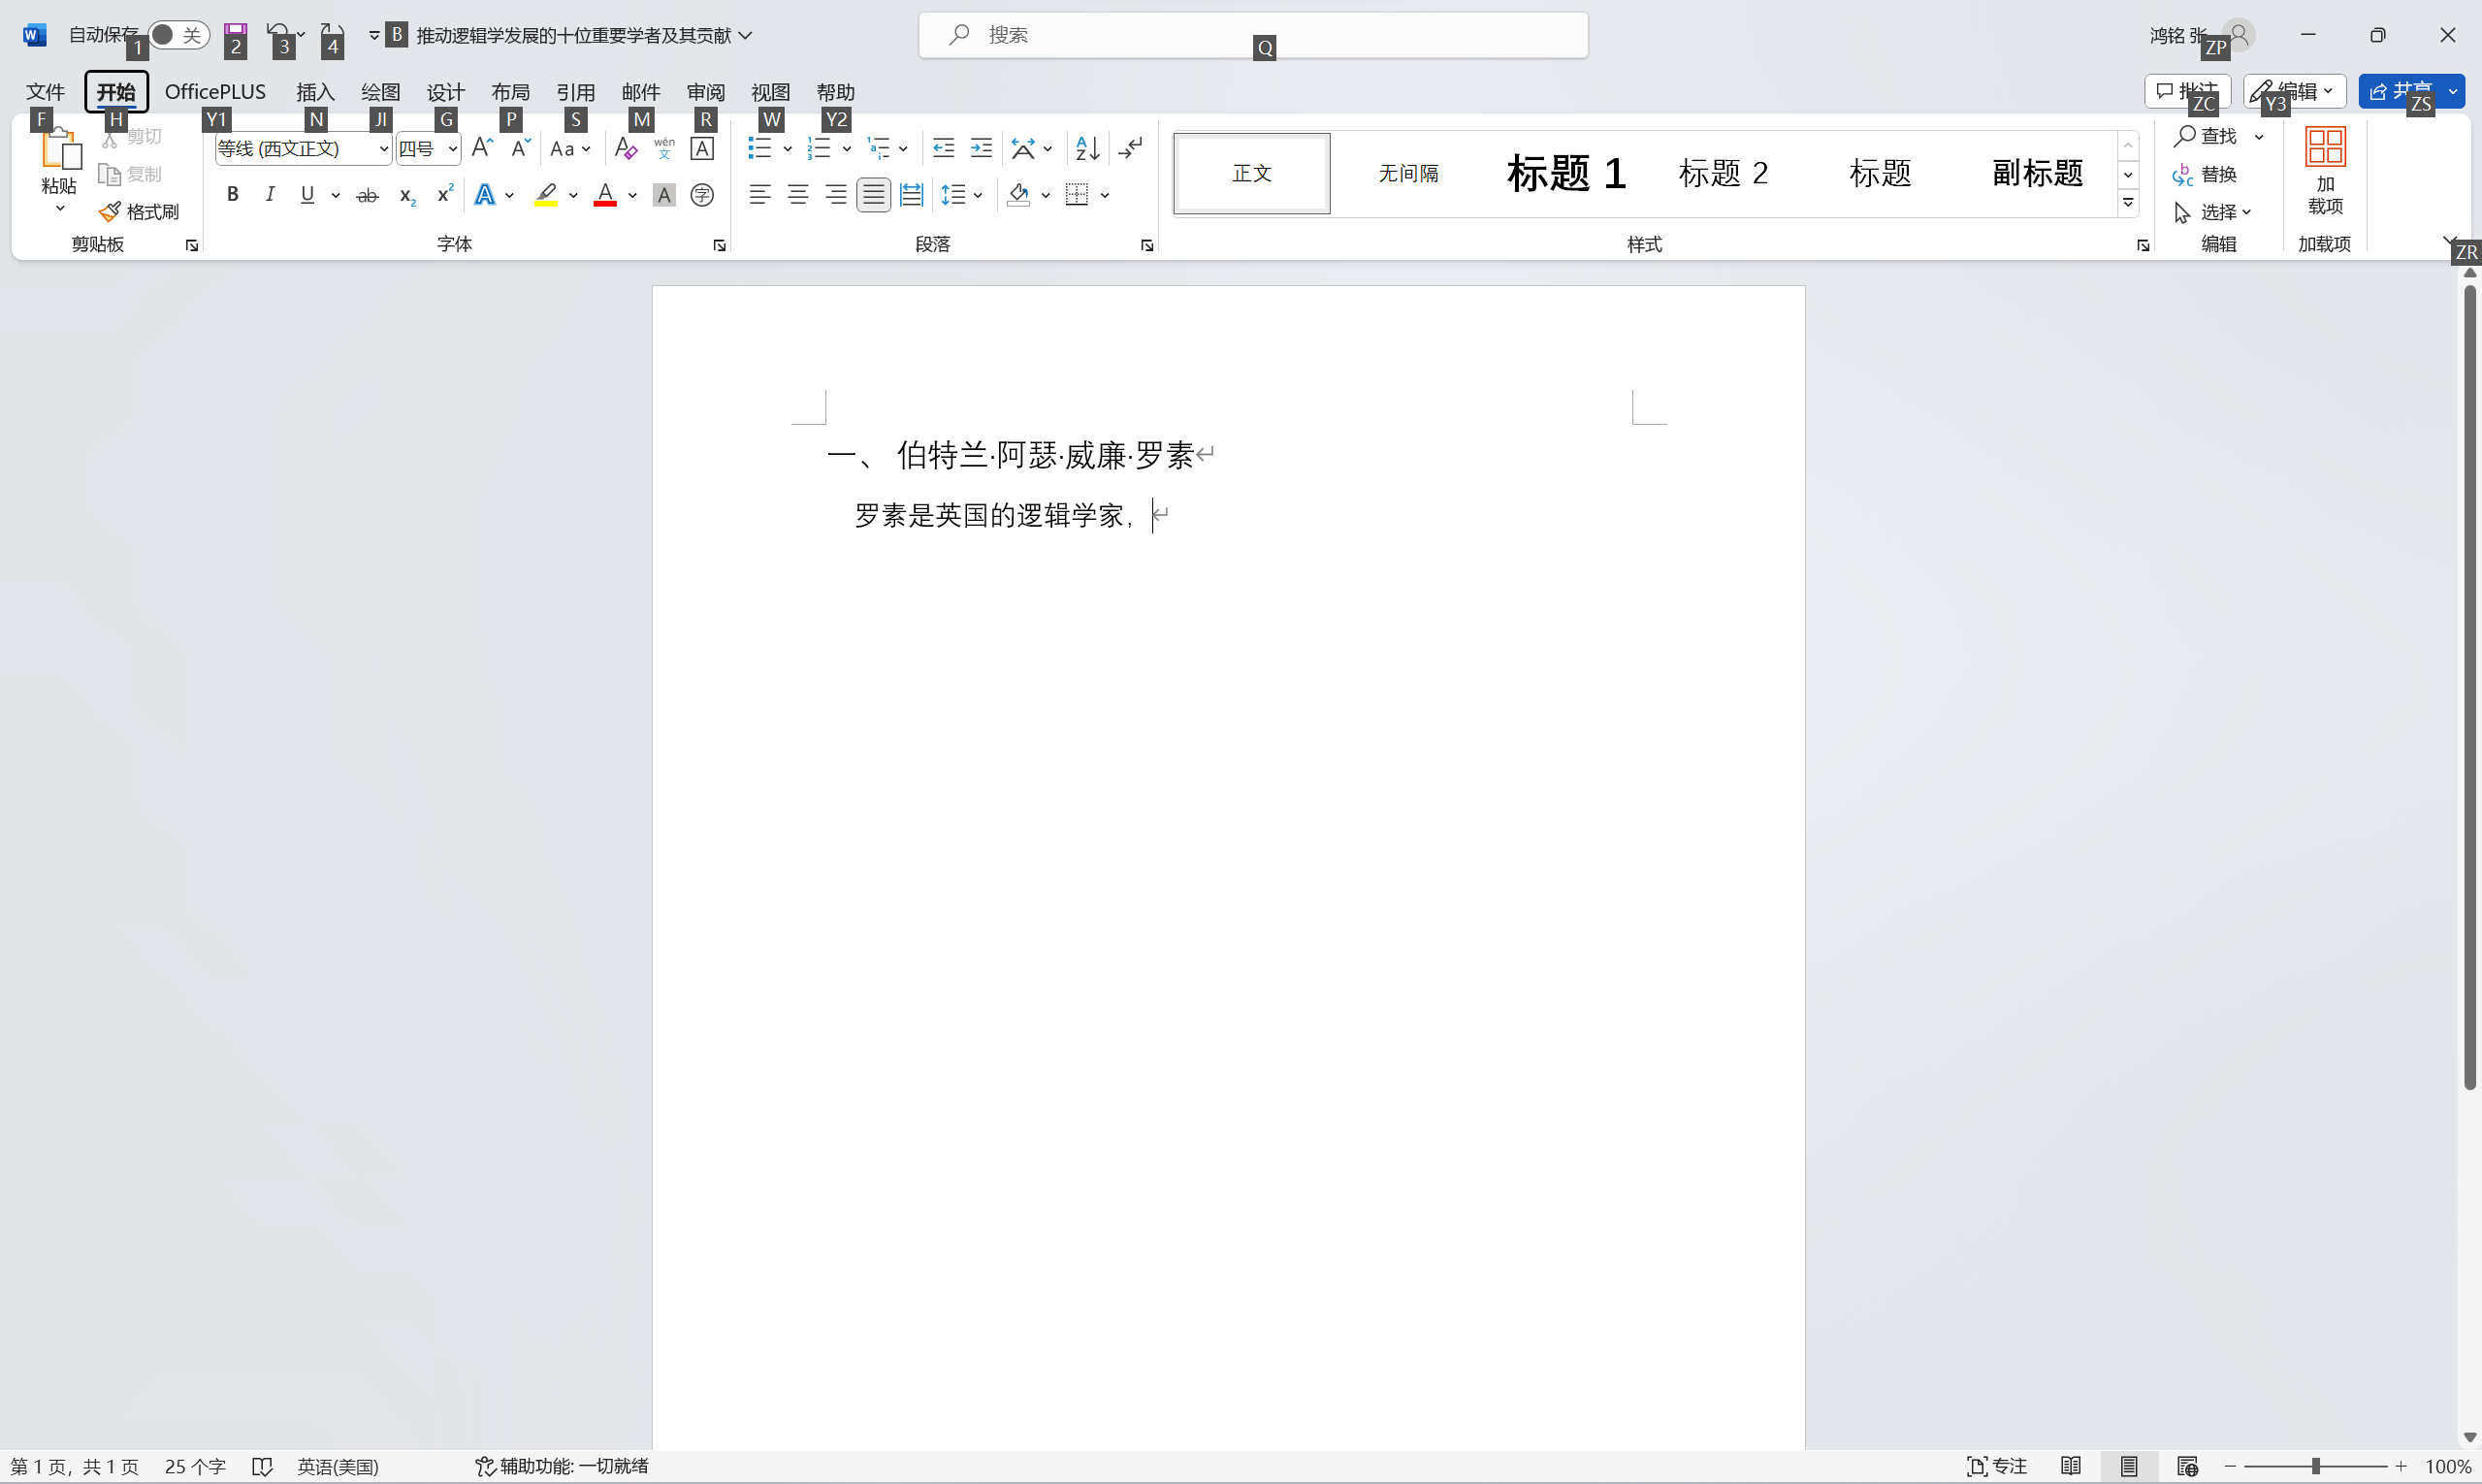 自动保存 关 推动逻辑学发展的十位重要学者及其贡献 搜索 鸿铭 张
1 2 3 4 B Q ZP
文件 开始 OfficePLUS 插入 绘图 设计 布局 引用 邮件 审阅 视图 帮助 批注 编辑 共享
F H Y1 N JI G P S M R W Y2 ZC Y3 ZS
粘贴 剪切 复制 格式刷
剪贴板
等线 (西文正文) 四号 Aa wén 文 A
B I U ab x₂ x² A A A 字
字体
段落
正文 无间隔 标题 1 标题 2 标题 副标题
样式
查找
替换
选择
编辑
加
载项
加载项
ZR
一、 伯特兰·阿瑟·威廉·罗素
罗素是英国的逻辑学家，
第 1 页，共 1 页 25 个字 英语(美国) 辅助功能: 一切就绪 专注 100%